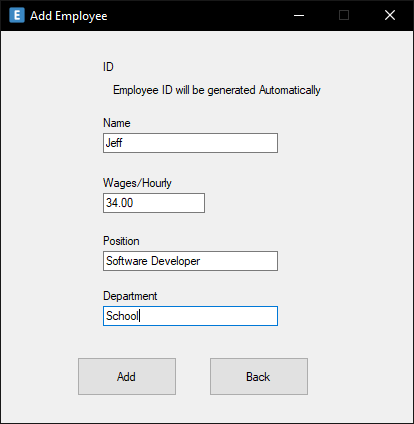 E Add Employee
ID
Employee ID will be generated Automatically
Name
Jeff
Wages/Hourly
34.00
Position
Software Developer
Department
School
Add Back